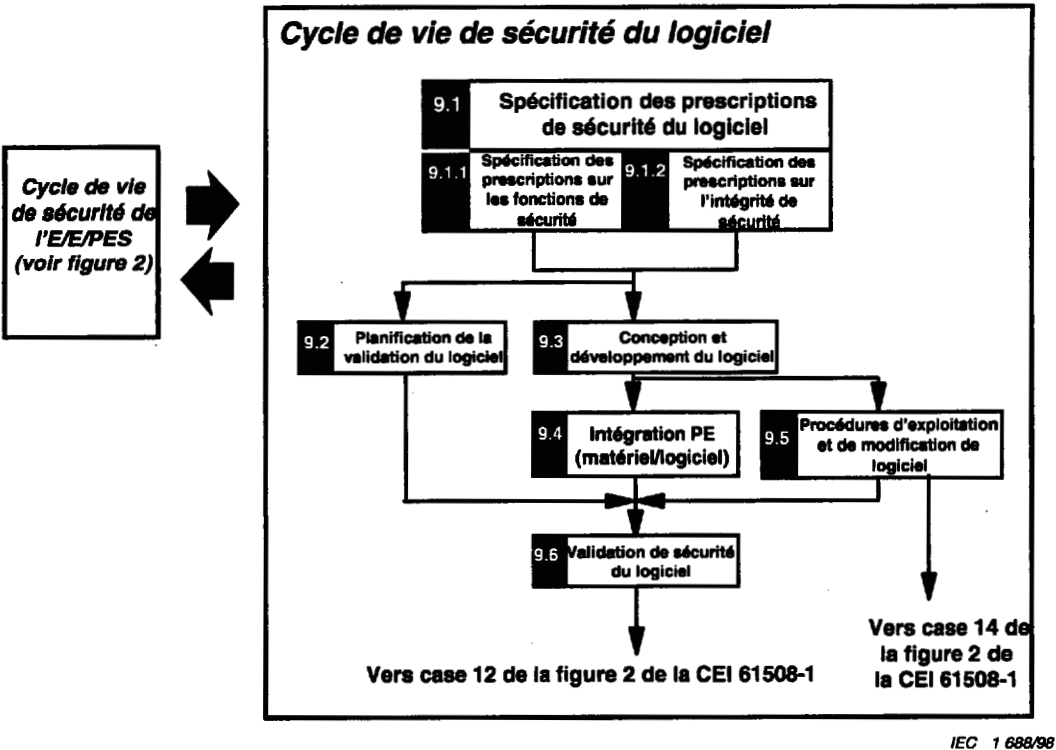 Cycle de vie de sécurité du logiciel
9.1
Spécification des prescriptions
de sécurité du logiciel
9.1.1
Spécification des
prescriptions sur
les fonctions de
sécurité
9.1.2
Spécification des
prescriptions sur
l'intégrité de
sécurité
Cycle de vie
de sécurité de
l'E/E/PES
(voir figure 2)
9.2
Planification de la
validation du logiciel
9.3
Conception et
développement du logiciel
9.4
Intégration PE
(matériel/logiciel)
9.5
Procédures d'exploitation
et de modification de
logiciel
9.6
Validation de sécurité
du logiciel
Vers case 12 de la figure 2 de la CEI 61508-1
Vers case 14 de
la figure 2 de
la CEI 61508-1
IEC 1 688/98